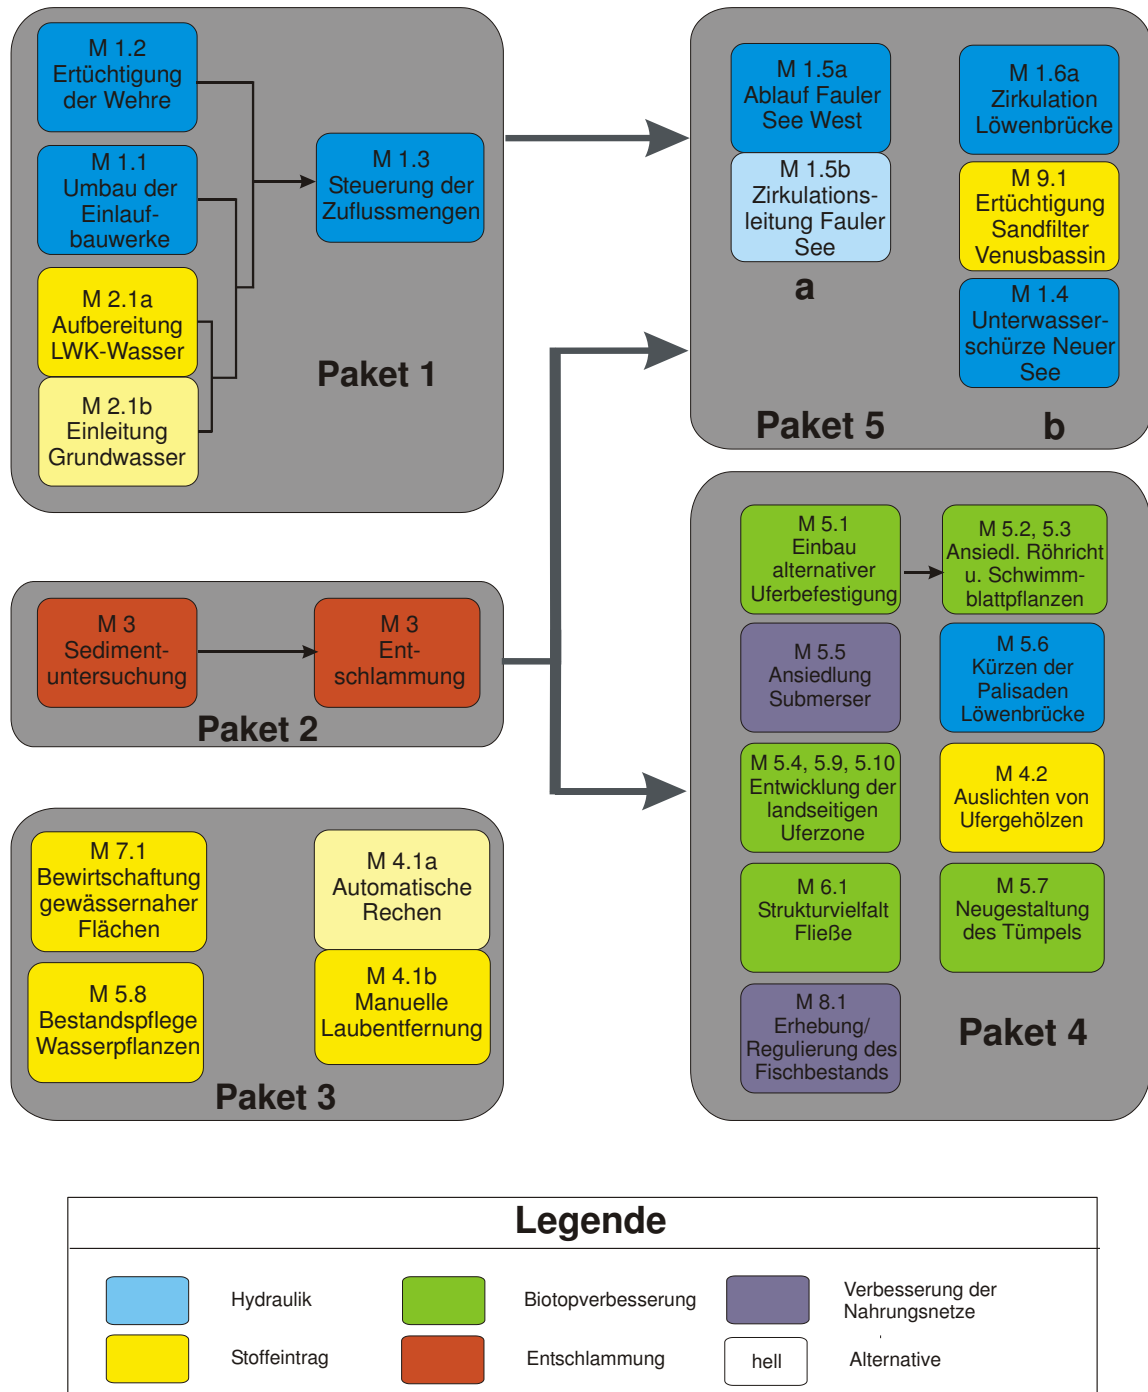 M 1.2
Ertüchtigung
der Wehre
M 1.1
Umbau der
Einlauf-
bauwerke
M 2.1a
Aufbereitung
LWK-Wasser
M 2.1b
Einleitung
Grundwasser
M 1.3
Steuerung der
Zuflussmengen
Paket 1
M 3
Sediment-
untersuchung
M 3
Ent-
schlammung
Paket 2
M 7.1
Bewirtschaftung
gewässernaher
Flächen
M 5.8
Bestandspflege
Wasserpflanzen
M 4.1a
Automatische
Rechen
M 4.1b
Manuelle
Laubentfernung
Paket 3
M 1.5a
Ablauf Fauler
See West
M 1.5b
Zirkulations-
leitung Fauler
See
a
M 1.6a
Zirkulation
Löwenbrücke
M 9.1
Ertüchtigung
Sandfilter
Venusbassin
M 1.4
Unterwasser-
schürze Neuer
See
Paket 5
b
M 5.1
Einbau
alternativer
Uferbefestigung
M 5.2, 5.3
Ansiedl. Röhricht
u. Schwimm-
blattpflanzen
M 5.5
Ansiedlung
Submerser
M 5.6
Kürzen der
Palisaden
Löwenbrücke
M 5.4, 5.9, 5.10
Entwicklung der
landseitigen
Uferzone
M 4.2
Auslichten von
Ufergehölzen
M 6.1
Strukturvielfalt
Fließe
M 5.7
Neugestaltung
des Tümpels
M 8.1
Erhebung/
Regulierung des
Fischbestands
Paket 4
Legende
Hydraulik
Biotopverbesserung
Verbesserung der
Nahrungsnetze
Stoffeintrag
Entschlammung
hell
Alternative